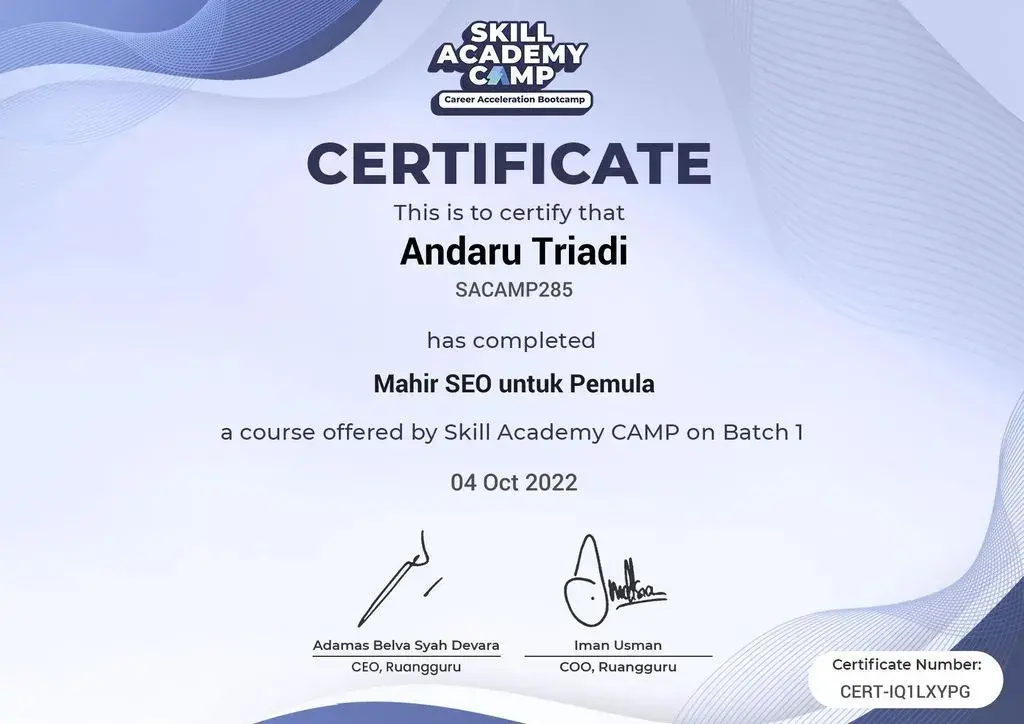 SKILL
ACADEMY
CAMP
Career Acceleration Bootcamp
CERTIFICATE
This is to certify that
Andaru Triadi
SACAMP285
has completed
Mahir SEO untuk Pemula
a course offered by Skill Academy CAMP on Batch 1
04 Oct 2022
Adamas Belva Syah Devara
CEO, Ruangguru
Iman Usman
COO, Ruangguru
Certificate Number:
CERT-IQ1LXYPG